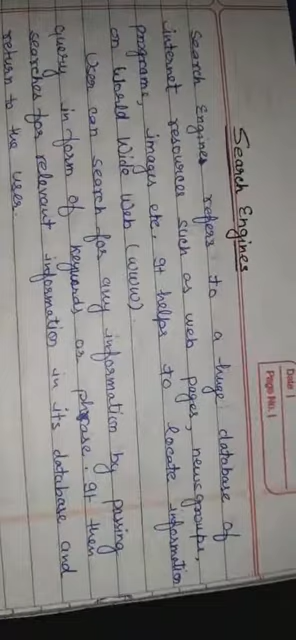 Date |
Page No. |
Search Engines
Search Engines refers to a huge database of
internet resources such as web pages, newsgroups,
programs, images etc. It helps to locate information
on World Wide Web (WWW).
User can search for any information by passing
query in form of keywords or phrase. It then
searches for relevant information in its database and
return to the user.